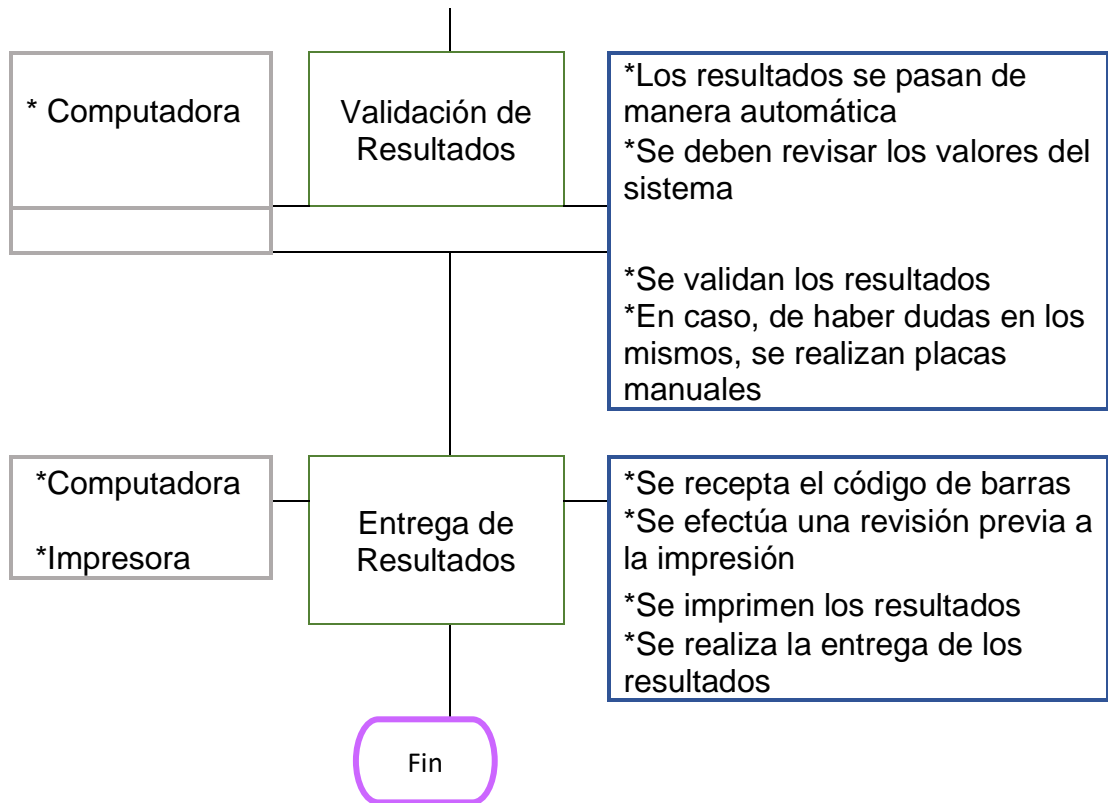 * Computadora
Validación de
Resultados
*Los resultados se pasan de
manera automática
*Se deben revisar los valores del
sistema
*Se validan los resultados
*En caso, de haber dudas en los
mismos, se realizan placas
manuales
*Computadora
*Impresora
Entrega de
Resultados
*Se recepta el código de barras
*Se efectúa una revisión previa a
la impresión
*Se imprimen los resultados
*Se realiza la entrega de los
resultados
Fin